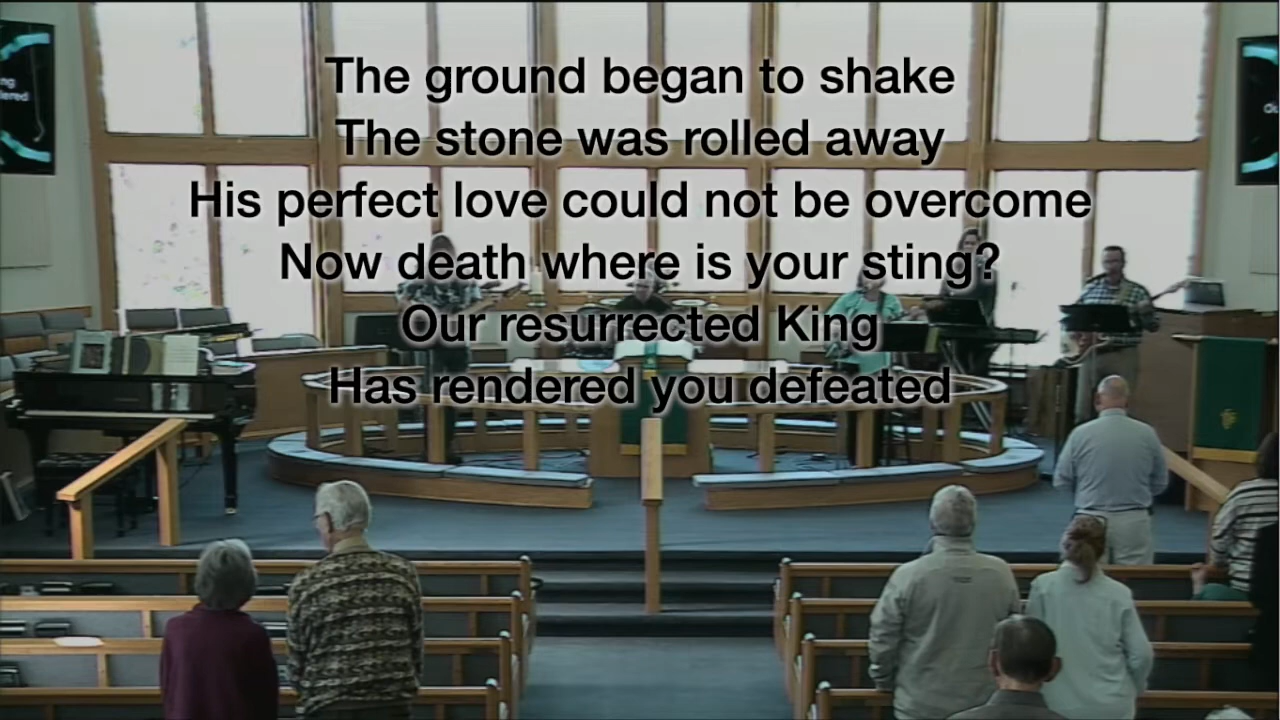 The ground began to shake
The stone was rolled away
His perfect love could not be overcome
Now death where is your sting?
Our resurrected King
Has rendered you defeated